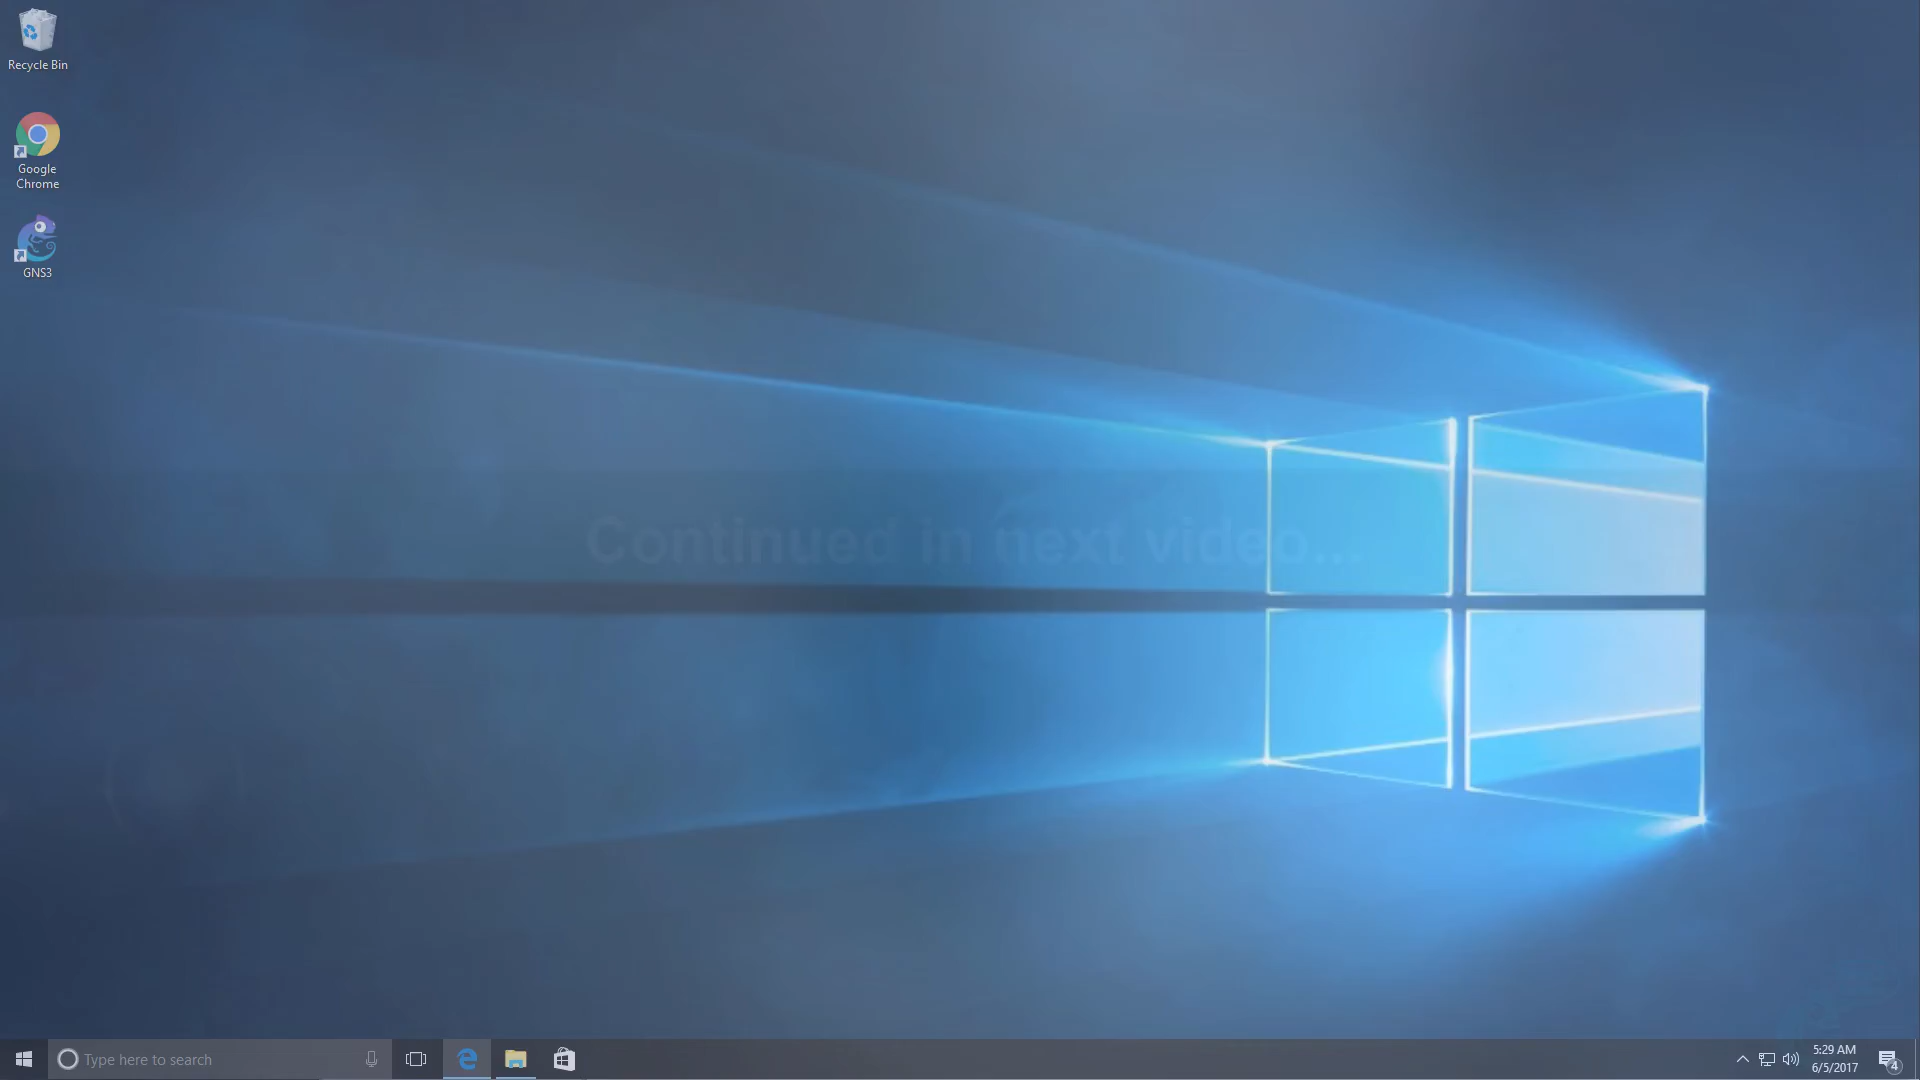 Recycle Bin
Google
Chrome
GNS3
Continued in next video...
Type here to search
5:29 AM
6/5/2017
4